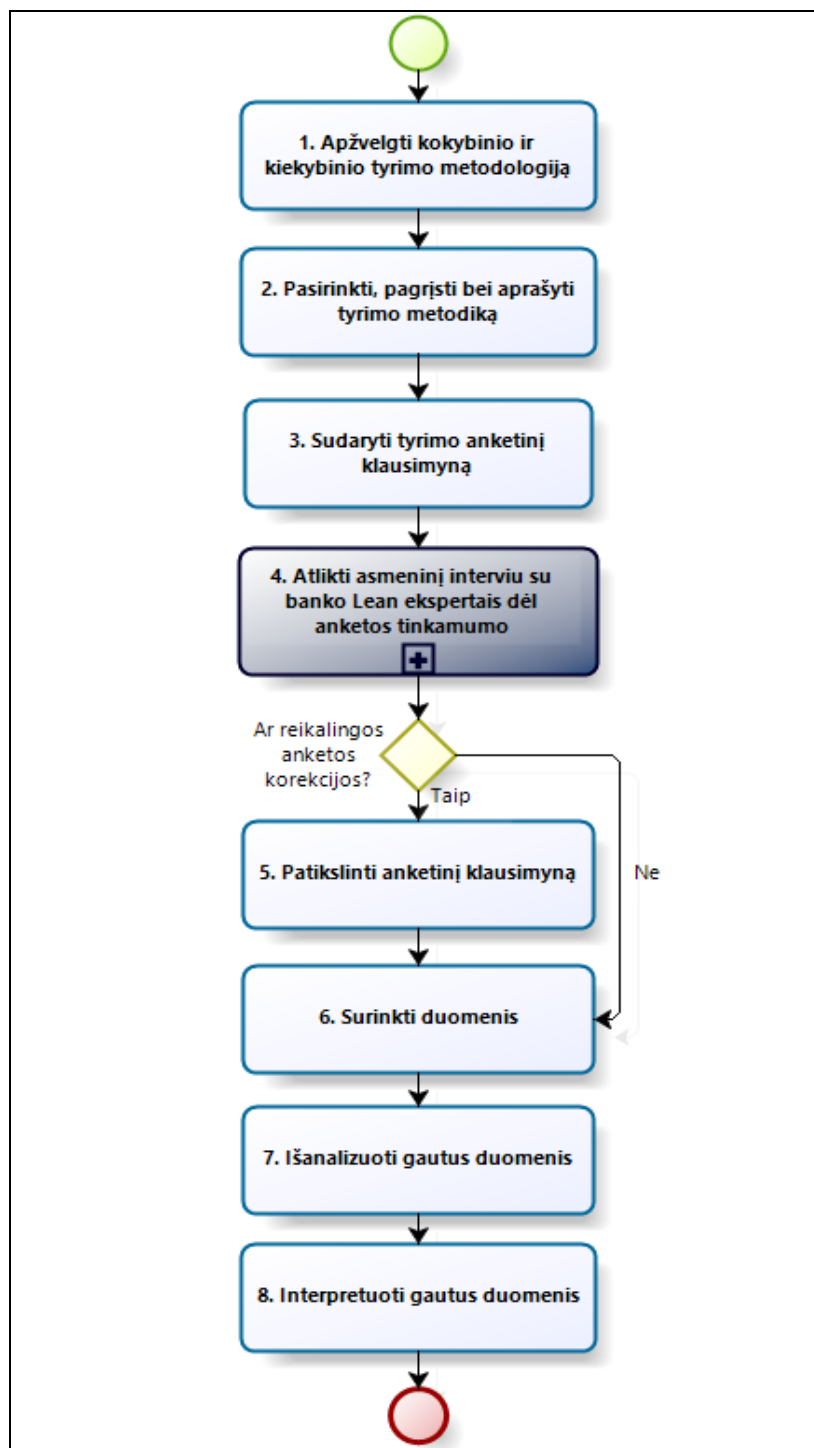 1. Apžvelgti kokybinio ir
kiekybinio tyrimo metodologiją
2. Pasirinkti, pagrįsti bei aprašyti
tyrimo metodiką
3. Sudaryti tyrimo anketinį
klausimyną
4. Atlikti asmeninį interviu su
banko Lean ekspertais dėl
anketos tinkamumo
Ar reikalingos
anketos
korekcijos?
Taip
Ne
5. Patikslinti anketinį klausimyną
6. Surinkti duomenis
7. Išanalizuoti gautus duomenis
8. Interpretuoti gautus duomenis